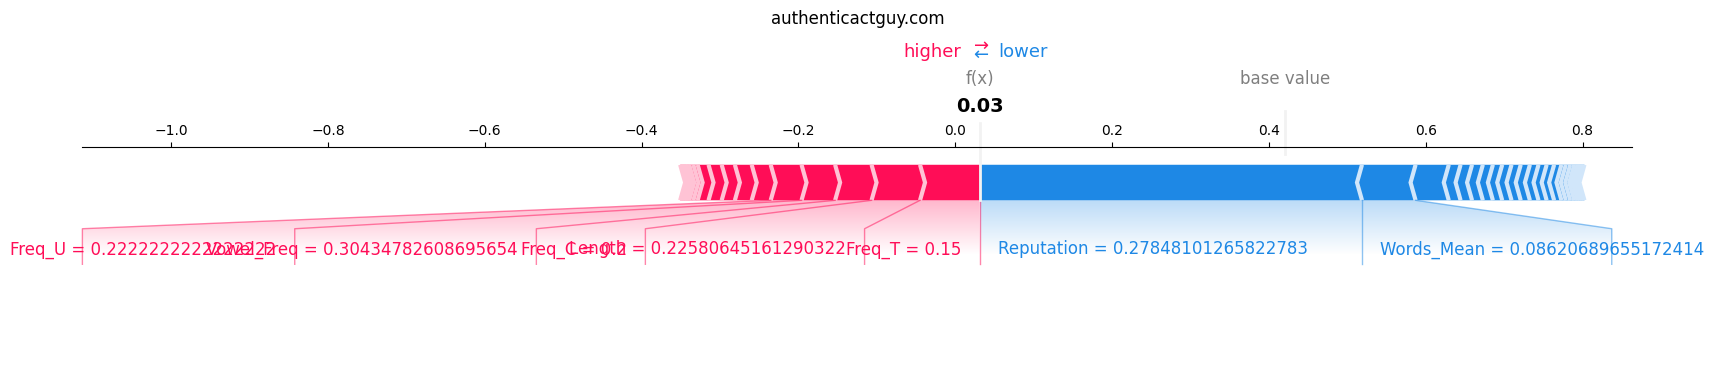 authenticactguy.com
higher ⇄ lower
f(x) base value
0.03
−1.0 −0.8 −0.6 −0.4 −0.2 0.0 0.2 0.4 0.6 0.8
Freq_U = 0.2222222222222222 Vowel_Freq = 0.30434782608695654 Freq_C = 0.2 Length = 0.22580645161290322 Freq_T = 0.15 Reputation = 0.27848101265822783 Words_Mean = 0.08620689655172414